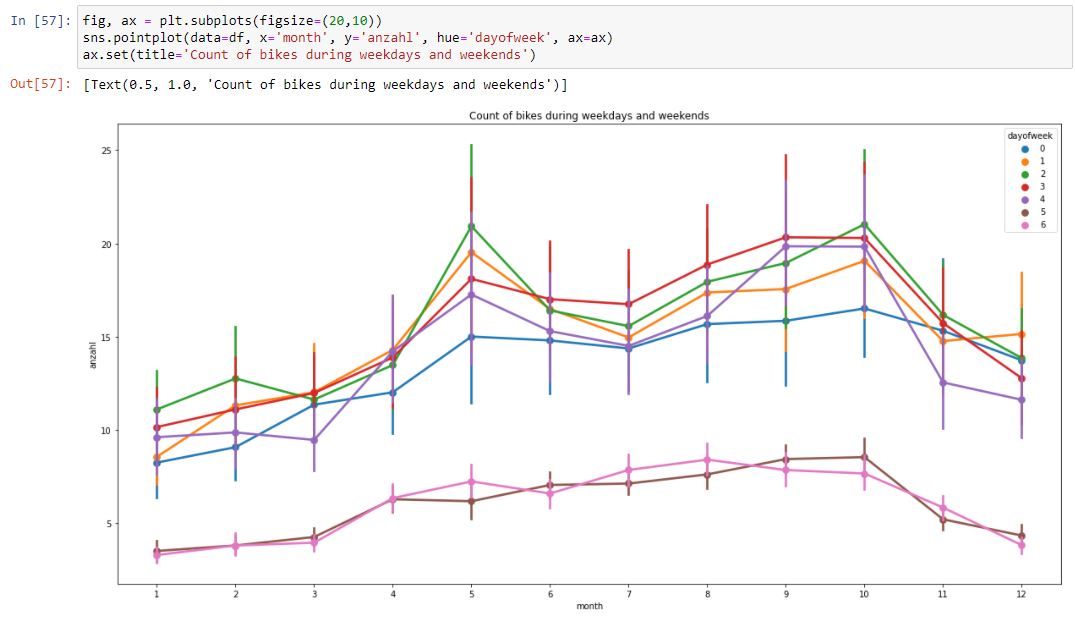 In [57]: fig, ax = plt.subplots(figsize=(20,10))
sns.pointplot(data=df, x='month', y='anzahl', hue='dayofweek', ax=ax)
ax.set(title='Count of bikes during weekdays and weekends')
Out[57]: [Text(0.5, 1.0, 'Count of bikes during weekdays and weekends')]
Count of bikes during weekdays and weekends
dayofweek
0
1
2
3
4
5
6
25
20
15
10
5
anzahl
1 2 3 4 5 6 7 8 9 10 11 12
month